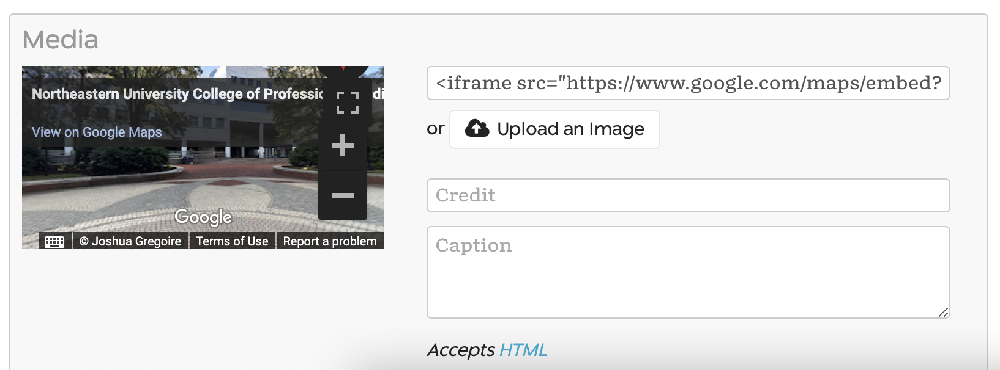 Media
Northeastern University College of Professio di
View on Google Maps
Google
© Joshua Gregoire
Terms of Use
Report a problem
<iframe src="https://www.google.com/maps/embed?
or
Upload an Image
Credit
Caption
Accepts HTML